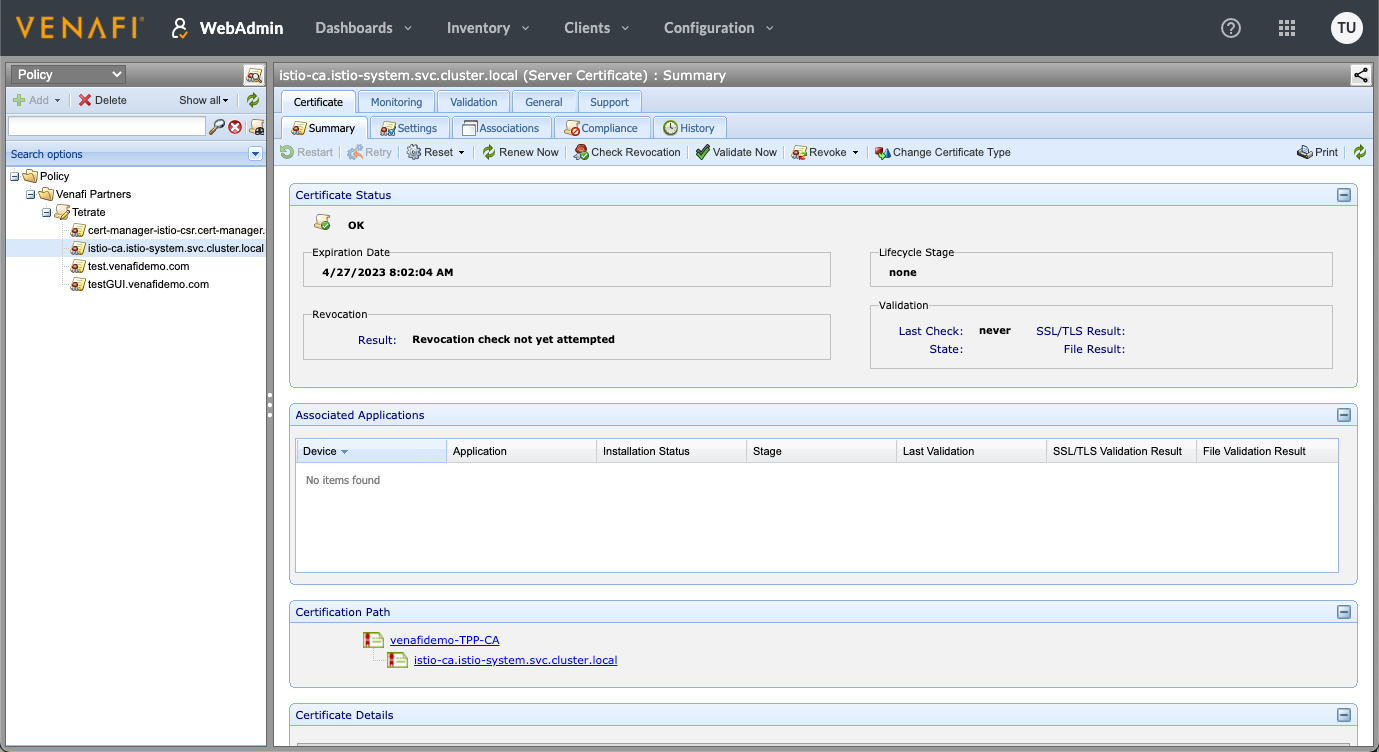 VENAFI WebAdmin Dashboards Inventory Clients Configuration TU
Policy
Add Delete Show all
Search options
Policy
Venafi Partners
Tetrate
cert-manager-istio-csr.cert-manager.
istio-ca.istio-system.svc.cluster.local
test.venafidemo.com
testGUI.venafidemo.com
istio-ca.istio-system.svc.cluster.local (Server Certificate) : Summary
Certificate Monitoring Validation General Support
Summary Settings Associations Compliance History
Restart Retry Reset Renew Now Check Revocation Validate Now Revoke Change Certificate Type Print
Certificate Status
OK
Expiration Date
4/27/2023 8:02:04 AM
Lifecycle Stage
none
Revocation
Result: Revocation check not yet attempted
Validation
Last Check: never SSL/TLS Result:
State: File Result:
Associated Applications
Device Application Installation Status Stage Last Validation SSL/TLS Validation Result File Validation Result
No items found
Certification Path
venafidemo-TPP-CA
istio-ca.istio-system.svc.cluster.local
Certificate Details